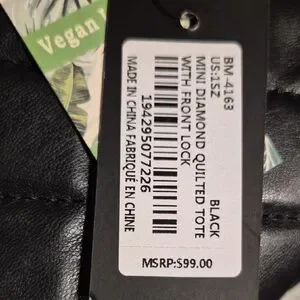 Vegan
BM-4163
BLACK
US:1SZ
MINI DIAMOND QUILTED TOTE
WITH FRONT LOCK
194295077226
MADE IN CHINA FABRIQUÉ EN CHINE
MSRP:$99.00